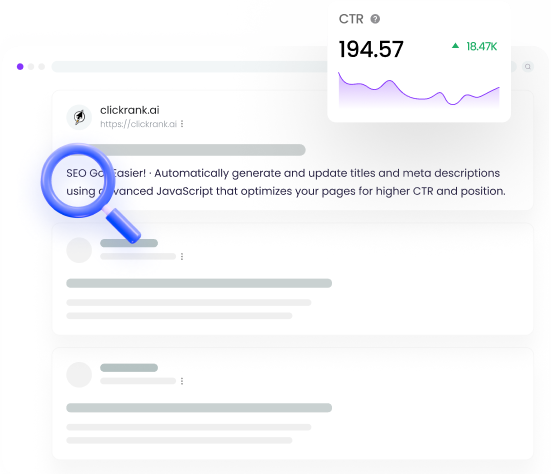 CTR ?
194.57
18.47K
clickrank.ai
https://clickrank.ai
SEO Got Easier! · Automatically generate and update titles and meta descriptions
using advanced JavaScript that optimizes your pages for higher CTR and position.